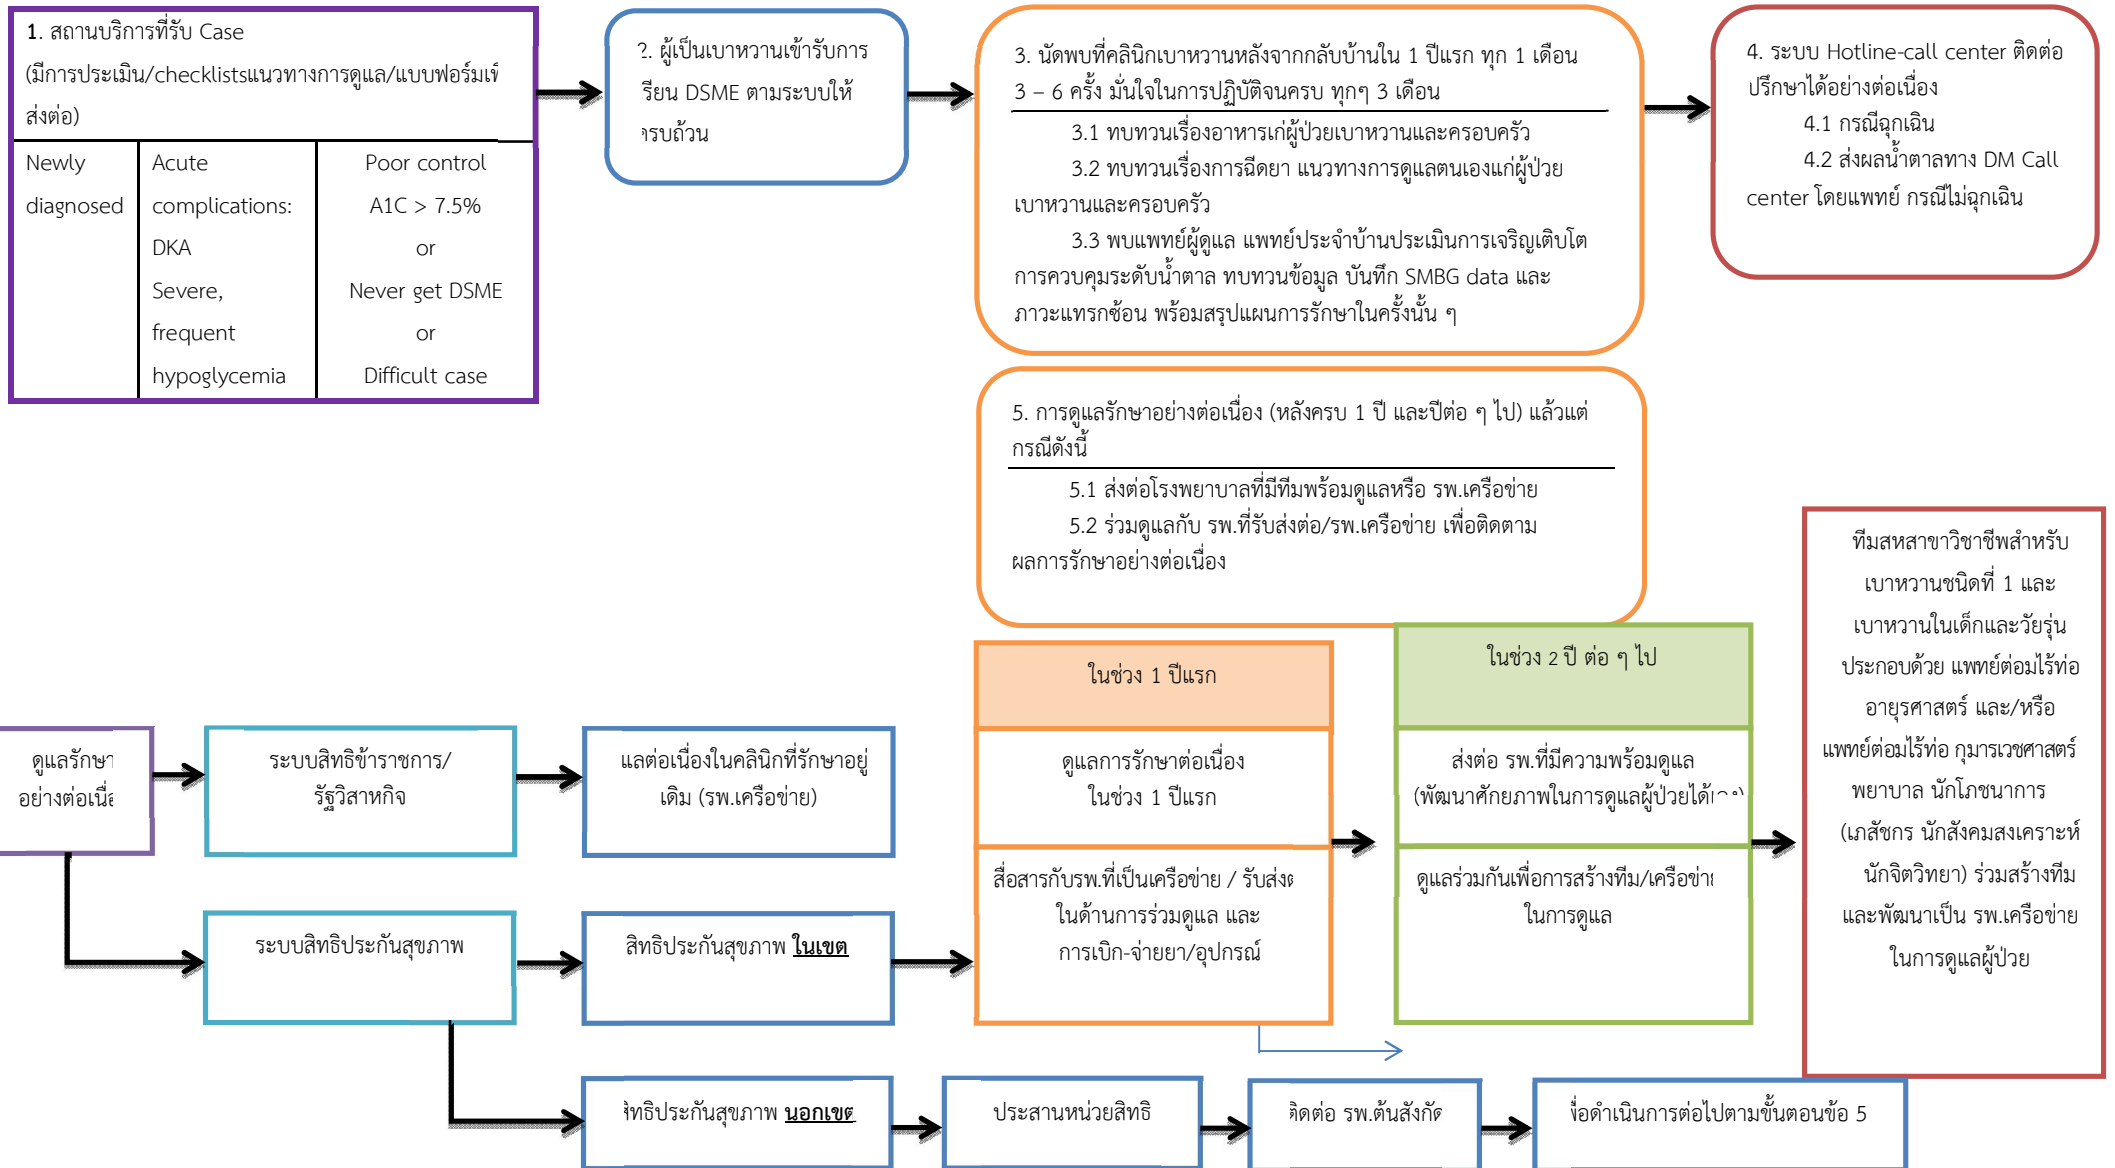 1. สถานบริการที่รับ Case
(มีการประเมิน/checklistsแนวทางการดูแล/แบบฟอร์มเพื
ส่งต่อ)
Newly
diagnosed
Acute
complications:
DKA
Severe,
frequent
hypoglycemia
Poor control
A1C > 7.5%
or
Never get DSME
or
Difficult case
2. ผู้เป็นเบาหวานเข้ารับการ
รียน DSME ตามระบบให้
ครบถ้วน
3. นัดพบที่คลินิกเบาหวานหลังจากกลับบ้านใน 1 ปีแรก ทุก 1 เดือน
3 – 6 ครั้ง มั่นใจในการปฏิบัติจนครบ ทุกๆ 3 เดือน
3.1 ทบทวนเรื่องอาหารเก่ผู้ป่วยเบาหวานและครอบครัว
3.2 ทบทวนเรื่องการฉีดยา แนวทางการดูแลตนเองแก่ผู้ป่วย
เบาหวานและครอบครัว
3.3 พบแพทย์ผู้ดูแล แพทย์ประจำบ้านประเมินการเจริญเติบโต
การควบคุมระดับน้ำตาล ทบทวนข้อมูล บันทึก SMBG data และ
ภาวะแทรกซ้อน พร้อมสรุปแผนการรักษาในครั้งนั้น ๆ
4. ระบบ Hotline-call center ติดต่อ
ปรึกษาได้อย่างต่อเนื่อง
4.1 กรณีฉุกเฉิน
4.2 ส่งผลน้ำตาลทาง DM Call
center โดยแพทย์ กรณีไม่ฉุกเฉิน
5. การดูแลรักษาอย่างต่อเนื่อง (หลังครบ 1 ปี และปีต่อ ๆ ไป) แล้วแต่
กรณีดังนี้
5.1 ส่งต่อโรงพยาบาลที่มีทีมพร้อมดูแลหรือ รพ.เครือข่าย
5.2 ร่วมดูแลกับ รพ.ที่รับส่งต่อ/รพ.เครือข่าย เพื่อติดตาม
ผลการรักษาอย่างต่อเนื่อง
ทีมสหสาขาวิชาชีพสำหรับ
เบาหวานชนิดที่ 1 และ
เบาหวานในเด็กและวัยรุ่น
ประกอบด้วย แพทย์ต่อมไร้ท่อ
อายุรศาสตร์ และ/หรือ
แพทย์ต่อมไร้ท่อ กุมารเวชศาสตร์
พยาบาล นักโภชนาการ
(เภสัชกร นักสังคมสงเคราะห์
นักจิตวิทยา) ร่วมสร้างทีม
และพัฒนาเป็น รพ.เครือข่าย
ในการดูแลผู้ป่วย
ในช่วง 1 ปีแรก
ในช่วง 2 ปี ต่อ ๆ ไป
ดูแลรักษา
อย่างต่อเนื่อ
ระบบสิทธิข้าราชการ/
รัฐวิสาหกิจ
แลต่อเนื่องในคลินิกที่รักษาอยู่
เดิม (รพ.เครือข่าย)
ดูแลการรักษาต่อเนื่อง
ในช่วง 1 ปีแรก
ส่งต่อ รพ.ที่มีความพร้อมดูแล
(พัฒนาศักยภาพในการดูแลผู้ป่วยได้เอง)
สื่อสารกับรพ.ที่เป็นเครือข่าย / รับส่งต
ในด้านการร่วมดูแล และ
การเบิก-จ่ายยา/อุปกรณ์
ดูแลร่วมกันเพื่อการสร้างทีม/เครือข่าย
ในการดูแล
ระบบสิทธิประกันสุขภาพ
สิทธิประกันสุขภาพ ในเขต
สิทธิประกันสุขภาพ นอกเขต
ประสานหน่วยสิทธิ
ติดต่อ รพ.ต้นสังกัด
พื่อดำเนินการต่อไปตามขั้นตอนข้อ 5